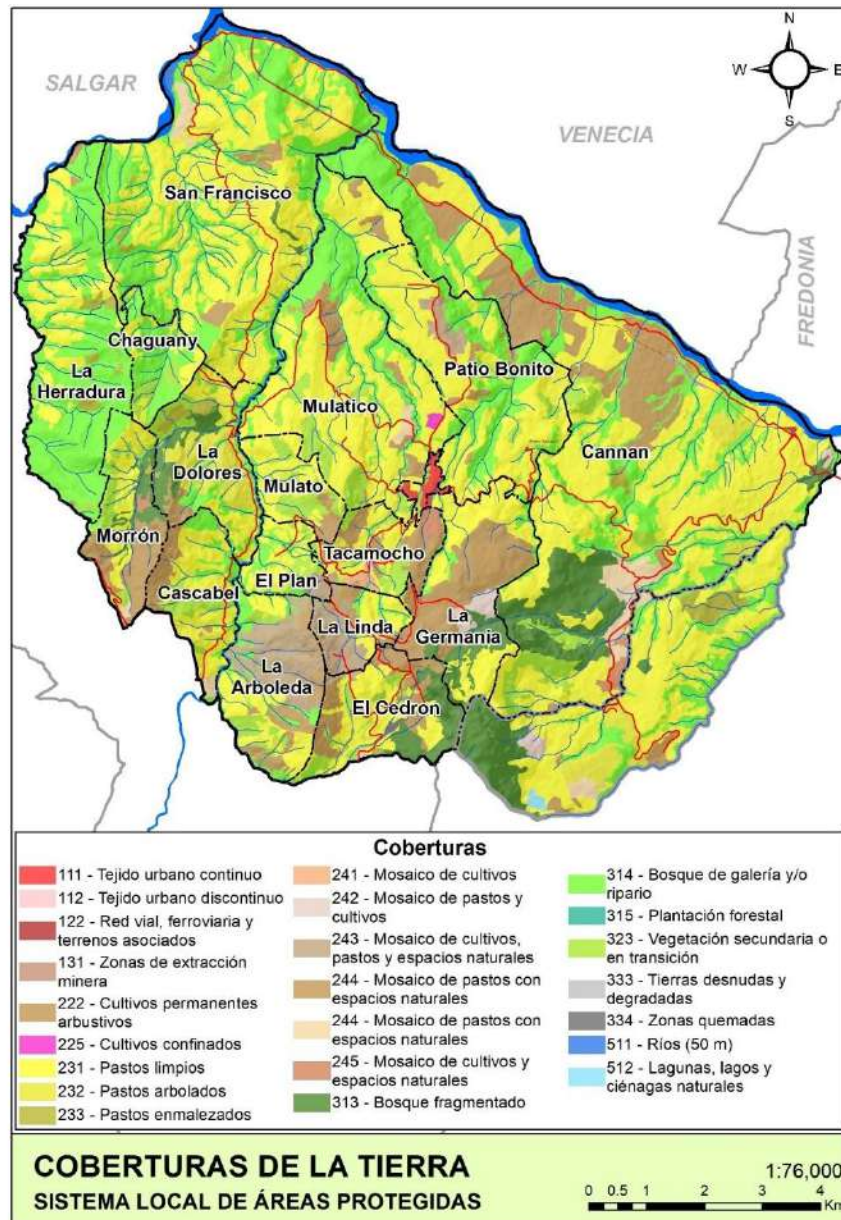 N
W E
S
SALGAR
VENECIA
FREDONIA
San Francisco
Chaguany
La
Herradura
Patio Bonito
Mulatico
Cannan
La
Dolores
Mulato
Morrón
Tacamocho
Cascabel
El Plan
La Linda
La
Germania
La
Arboleda
El Cedron
Coberturas
111 - Tejido urbano continuo
112 - Tejido urbano discontinuo
122 - Red vial, ferroviaria y
terrenos asociados
131 - Zonas de extracción
minera
222 - Cultivos permanentes
arbustivos
225 - Cultivos confinados
231 - Pastos limpios
232 - Pastos arbolados
233 - Pastos enmalezados
241 - Mosaico de cultivos
242 - Mosaico de pastos y
cultivos
243 - Mosaico de cultivos,
pastos y espacios naturales
244 - Mosaico de pastos con
espacios naturales
244 - Mosaico de pastos con
espacios naturales
245 - Mosaico de cultivos y
espacios naturales
313 - Bosque fragmentado
314 - Bosque de galería y/o
ripario
315 - Plantación forestal
323 - Vegetación secundaria o
en transición
333 - Tierras desnudas y
degradadas
334 - Zonas quemadas
511 - Ríos (50 m)
512 - Lagunas, lagos y
ciénagas naturales
COBERTURAS DE LA TIERRA
SISTEMA LOCAL DE ÁREAS PROTEGIDAS
1:76,000
0 0.5 1 2 3 4
Km